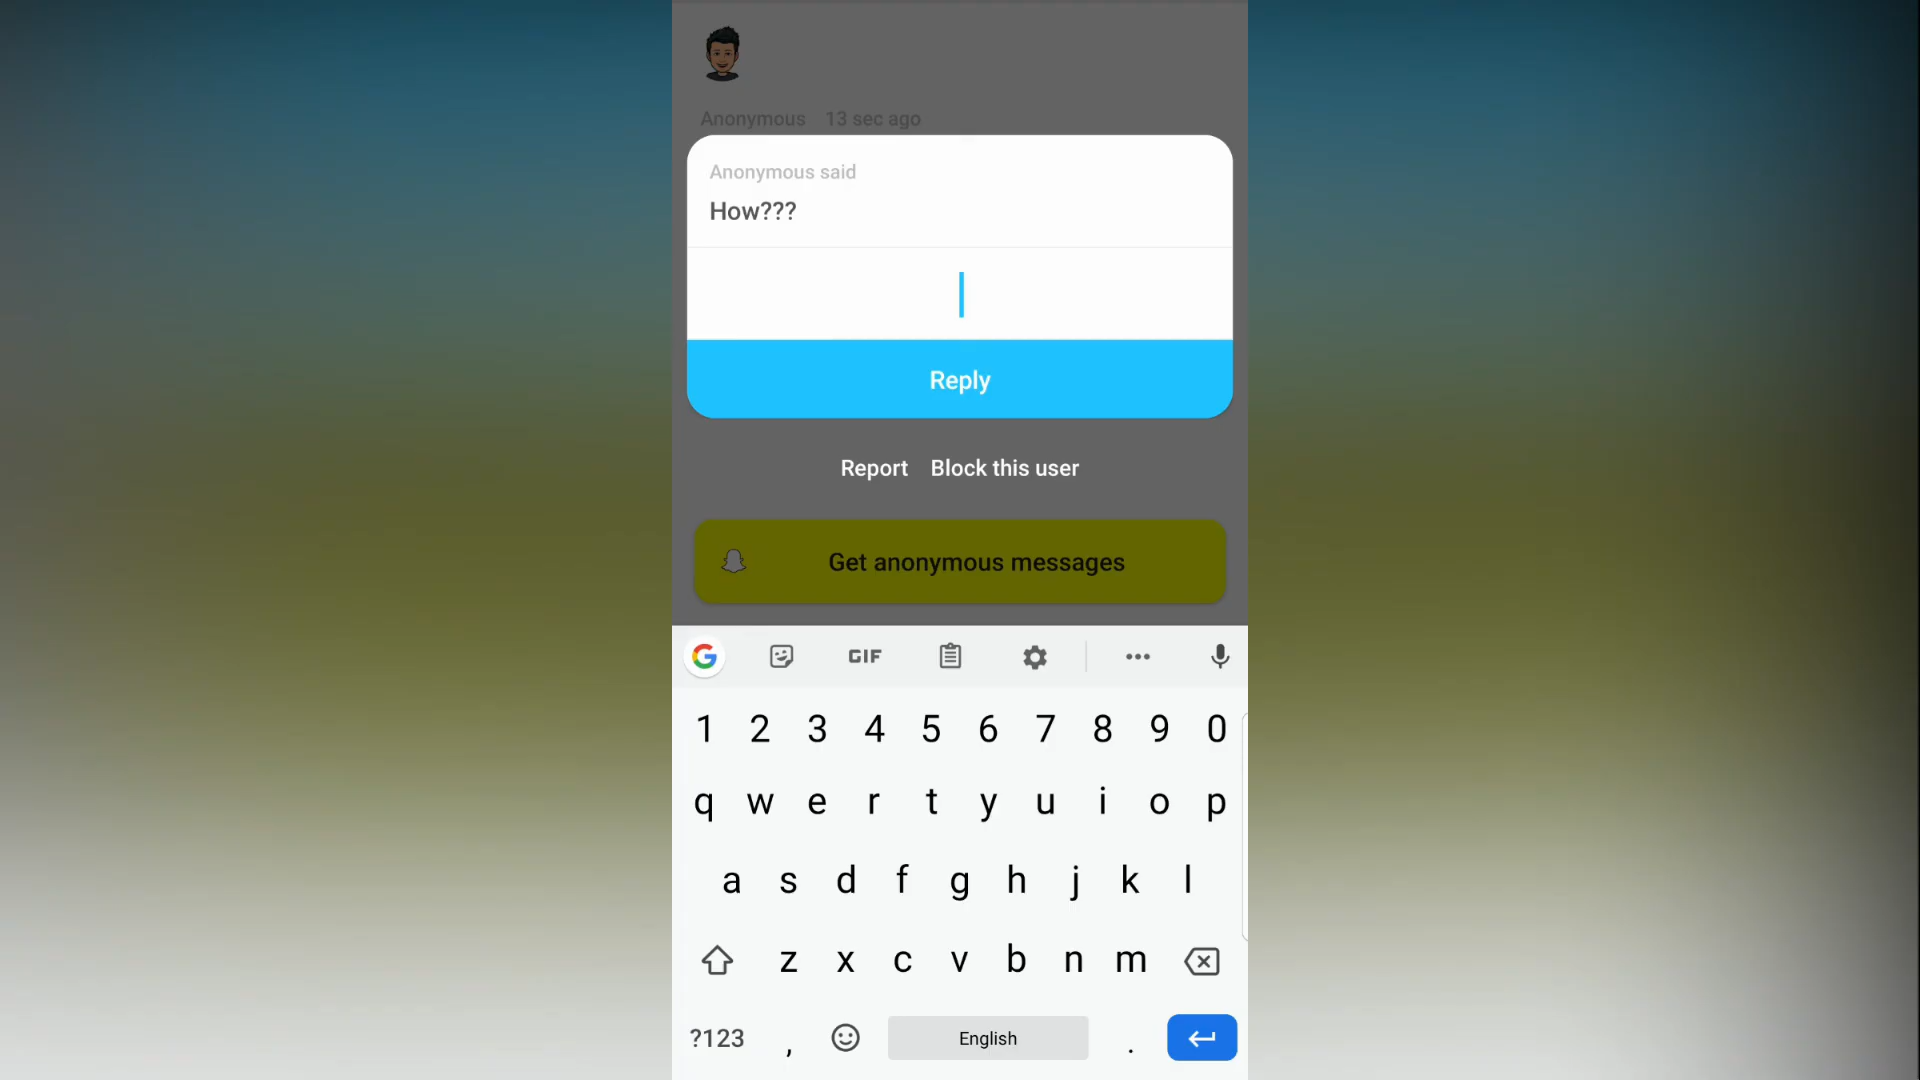 Anonymous 13 sec ago
Anonymous said
How???
Reply
Report Block this user
Get anonymous messages
G GIF
1 2 3 4 5 6 7 8 9 0
q w e r t y u i o p
a s d f g h j k l
z x c v b n m
?123 , English .